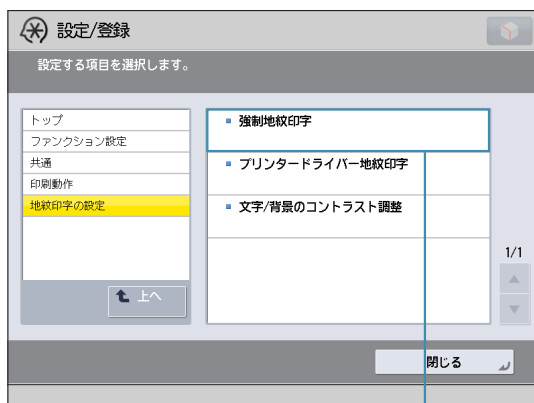 設定/登録
設定する項目を選択します。
トップ
ファンクション設定
共通
印刷動作
地紋印字の設定
上へ
強制地紋印字
プリンタードライバー地紋印字
文字/背景のコントラスト調整
1/1
閉じる